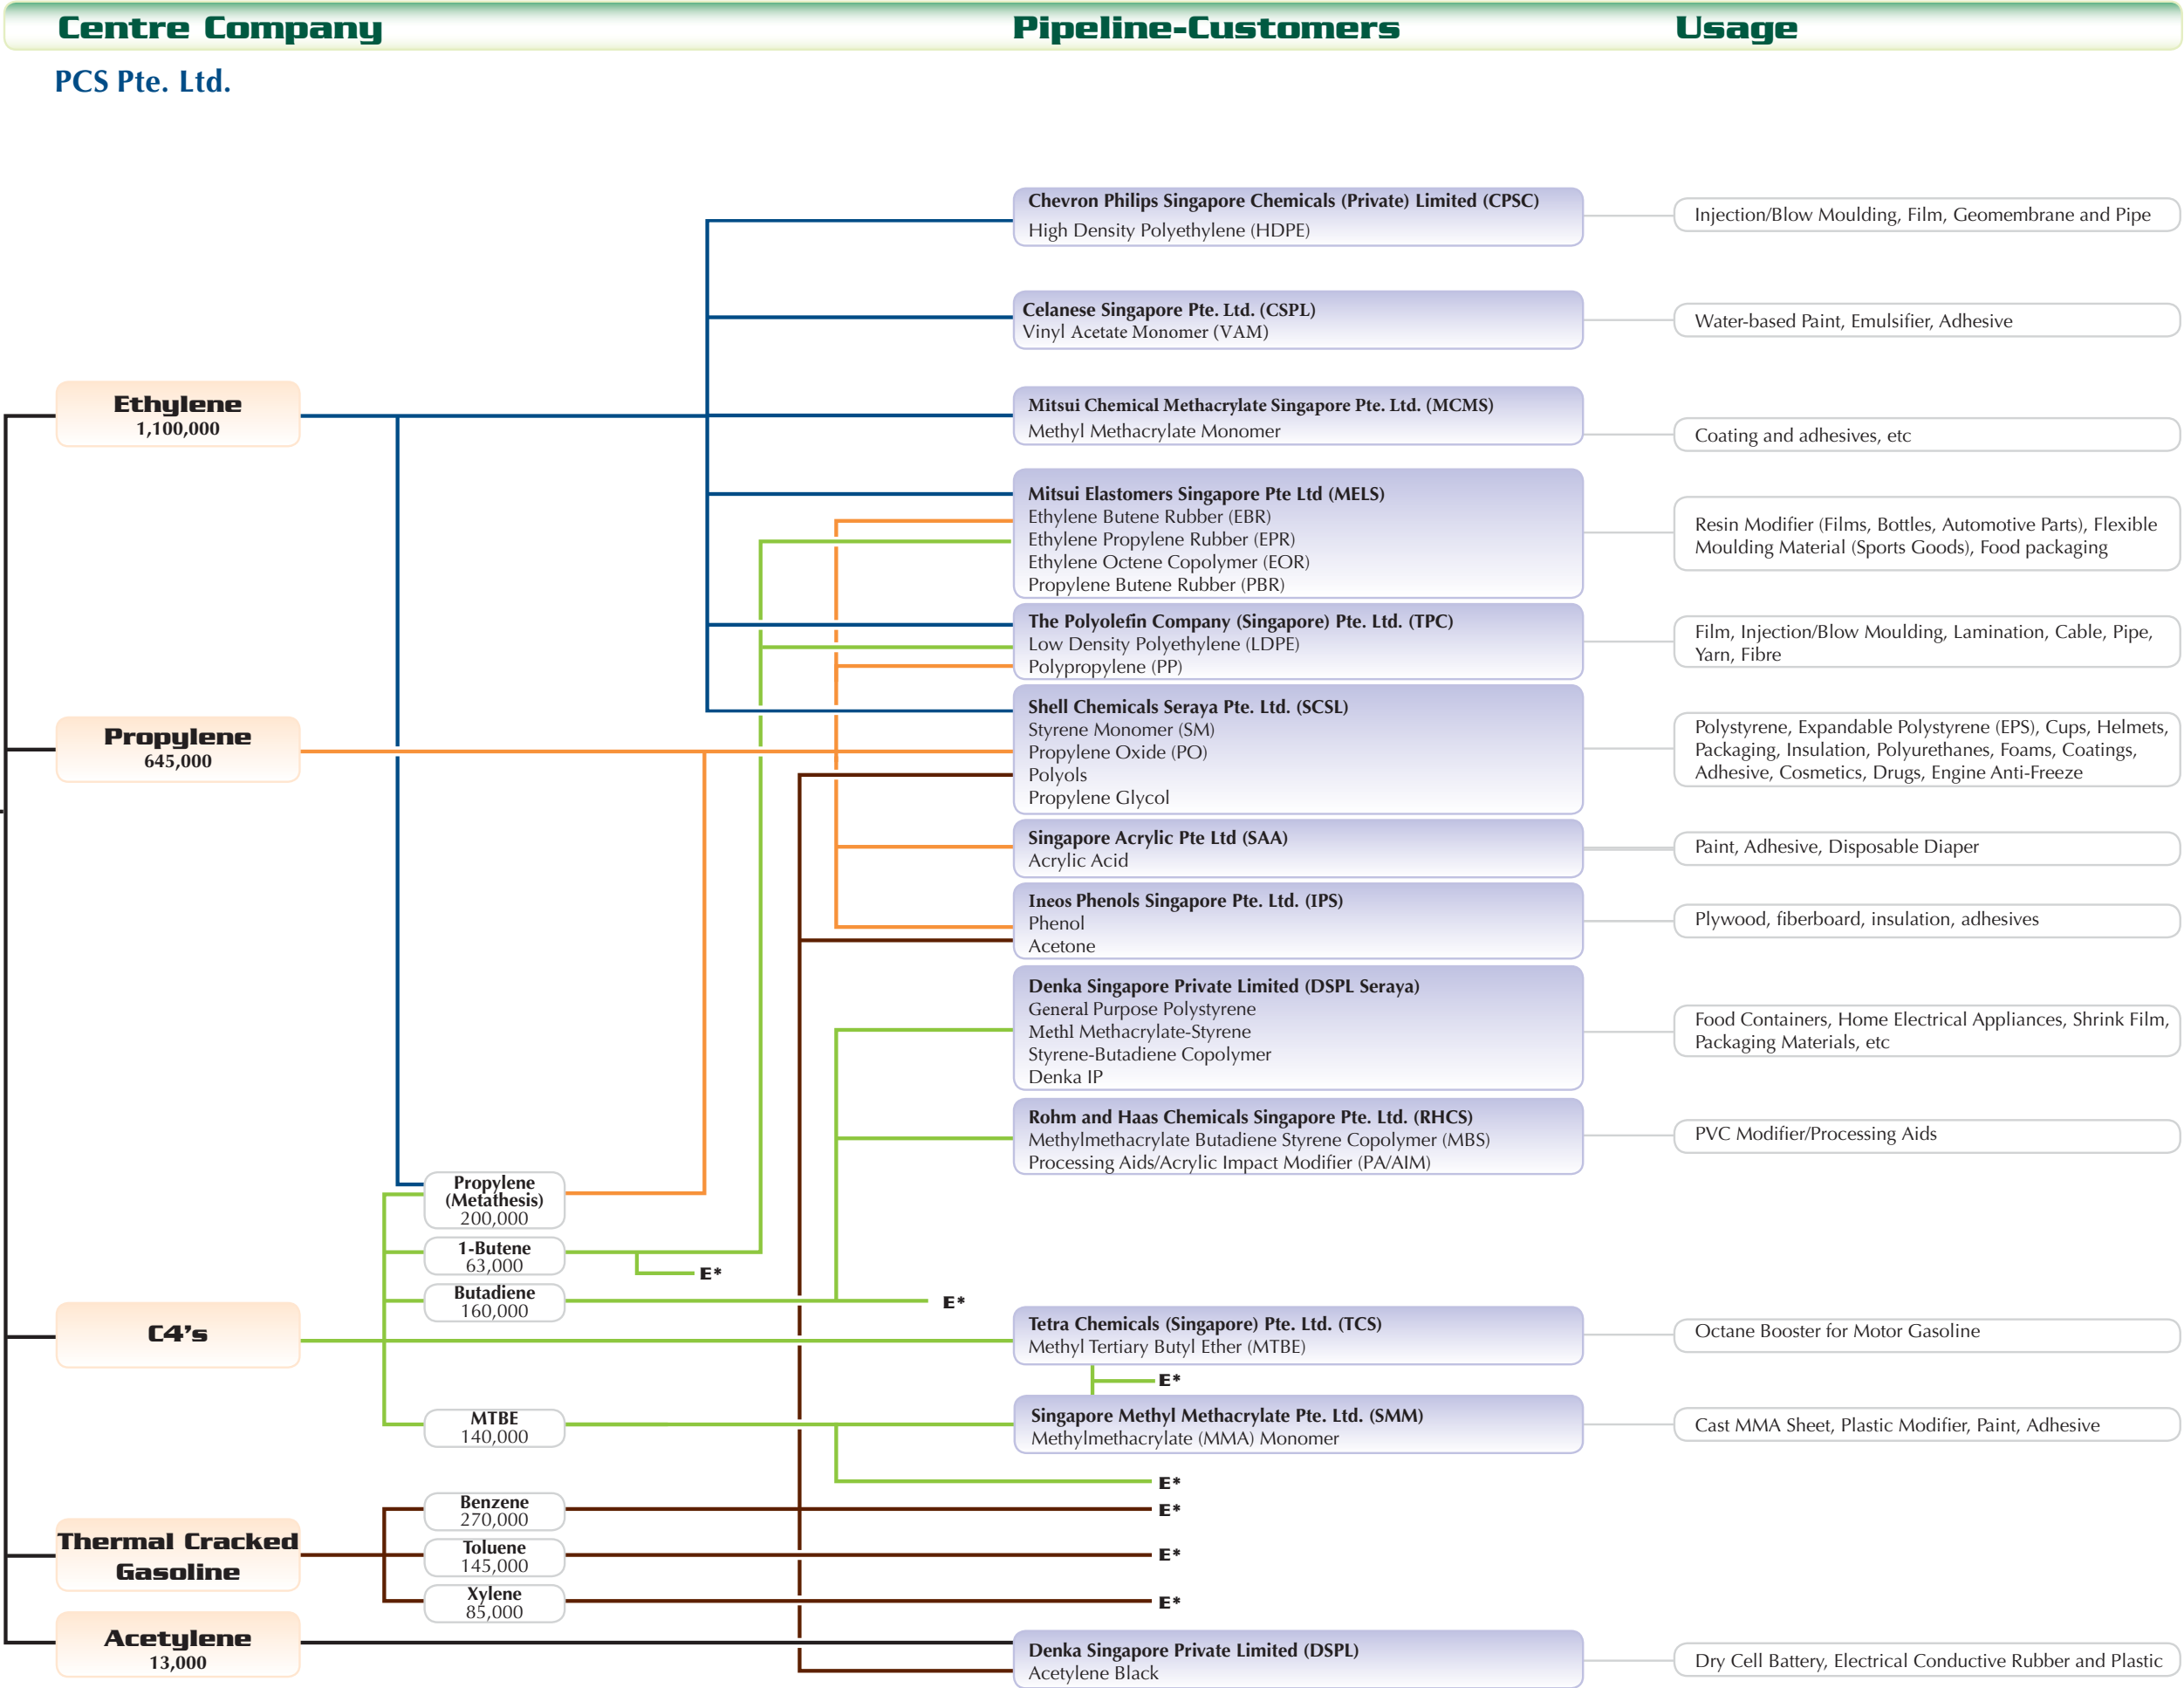 Centre Company
Pipeline-Customers
Usage
PCS Pte. Ltd.
Chevron Philips Singapore Chemicals (Private) Limited (CPSC)
High Density Polyethylene (HDPE)
Injection/Blow Moulding, Film, Geomembrane and Pipe
Celanese Singapore Pte. Ltd. (CSPL)
Vinyl Acetate Monomer (VAM)
Water-based Paint, Emulsifier, Adhesive
Ethylene
1,100,000
Mitsui Chemical Methacrylate Singapore Pte. Ltd. (MCMS)
Methyl Methacrylate Monomer
Coating and adhesives, etc
Mitsui Elastomers Singapore Pte Ltd (MELS)
Ethylene Butene Rubber (EBR)
Ethylene Propylene Rubber (EPR)
Ethylene Octene Copolymer (EOR)
Propylene Butene Rubber (PBR)
Resin Modifier (Films, Bottles, Automotive Parts), Flexible
Moulding Material (Sports Goods), Food packaging
The Polyolefin Company (Singapore) Pte. Ltd. (TPC)
Low Density Polyethylene (LDPE)
Polypropylene (PP)
Film, Injection/Blow Moulding, Lamination, Cable, Pipe,
Yarn, Fibre
Propylene
645,000
Shell Chemicals Seraya Pte. Ltd. (SCSL)
Styrene Monomer (SM)
Propylene Oxide (PO)
Polyols
Propylene Glycol
Polystyrene, Expandable Polystyrene (EPS), Cups, Helmets,
Packaging, Insulation, Polyurethanes, Foams, Coatings,
Adhesive, Cosmetics, Drugs, Engine Anti-Freeze
Singapore Acrylic Pte Ltd (SAA)
Acrylic Acid
Paint, Adhesive, Disposable Diaper
Ineos Phenols Singapore Pte. Ltd. (IPS)
Phenol
Acetone
Plywood, fiberboard, insulation, adhesives
Denka Singapore Private Limited (DSPL Seraya)
General Purpose Polystyrene
Methl Methacrylate-Styrene
Styrene-Butadiene Copolymer
Denka IP
Food Containers, Home Electrical Appliances, Shrink Film,
Packaging Materials, etc
Rohm and Haas Chemicals Singapore Pte. Ltd. (RHCS)
Methylmethacrylate Butadiene Styrene Copolymer (MBS)
Processing Aids/Acrylic Impact Modifier (PA/AIM)
PVC Modifier/Processing Aids
Propylene
(Metathesis)
200,000
1-Butene
63,000
E*
Butadiene
160,000
E*
C4's
Tetra Chemicals (Singapore) Pte. Ltd. (TCS)
Methyl Tertiary Butyl Ether (MTBE)
Octane Booster for Motor Gasoline
E*
MTBE
140,000
Singapore Methyl Methacrylate Pte. Ltd. (SMM)
Methylmethacrylate (MMA) Monomer
Cast MMA Sheet, Plastic Modifier, Paint, Adhesive
E*
Thermal Cracked
Gasoline
Benzene
270,000
E*
Toluene
145,000
E*
Xylene
85,000
E*
Acetylene
13,000
Denka Singapore Private Limited (DSPL)
Acetylene Black
Dry Cell Battery, Electrical Conductive Rubber and Plastic